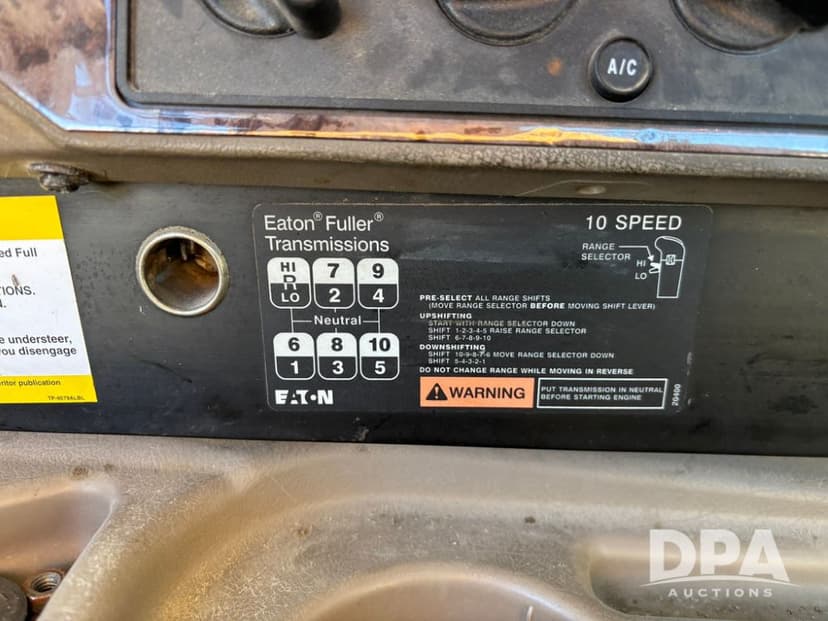 A/C
ed Full
TIONS.
N.
e understeer,
you disengage
eritor publication
Eaton® Fuller®
Transmissions
10 SPEED
RANGE
SELECTOR
HI
LO
HI 7 9
R
LO 2 4
Neutral
6 8 10
1 3 5
EATON
PRE-SELECT ALL RANGE SHIFTS
(MOVE RANGE SELECTOR BEFORE MOVING SHIFT LEVER)
UPSHIFTING
START WITH RANGE SELECTOR DOWN
SHIFT 1-2-3-4-5 RAISE RANGE SELECTOR
SHIFT 6-7-8-9-10
DOWNSHIFTING
SHIFT 10-9-8-7-6 MOVE RANGE SELECTOR DOWN
SHIFT 5-4-3-2-1
DO NOT CHANGE RANGE WHILE MOVING IN REVERSE
WARNING
PUT TRANSMISSION IN NEUTRAL
BEFORE STARTING ENGINE
20400
DPA
AUCTIONS